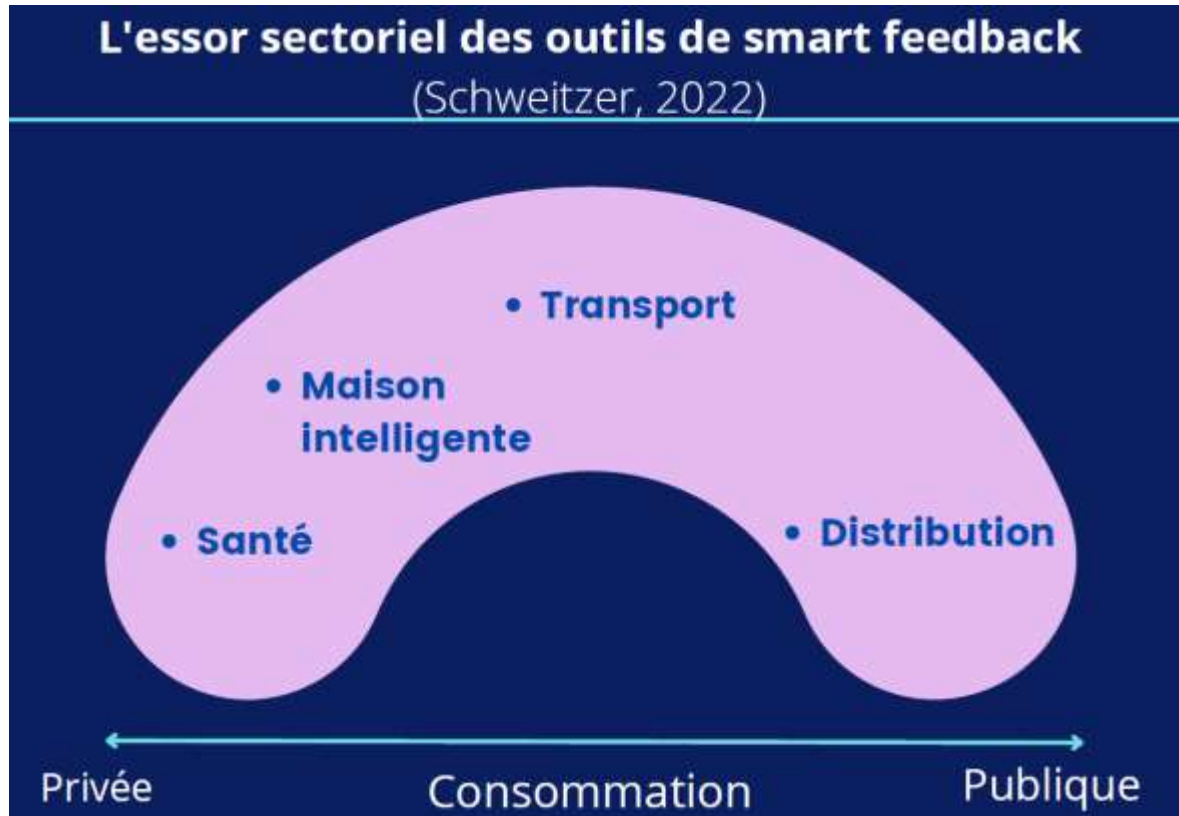 L'essor sectoriel des outils de smart feedback
(Schweitzer, 2022)
• Transport
• Maison
intelligente
• Santé
• Distribution
Privée
Consommation
Publique